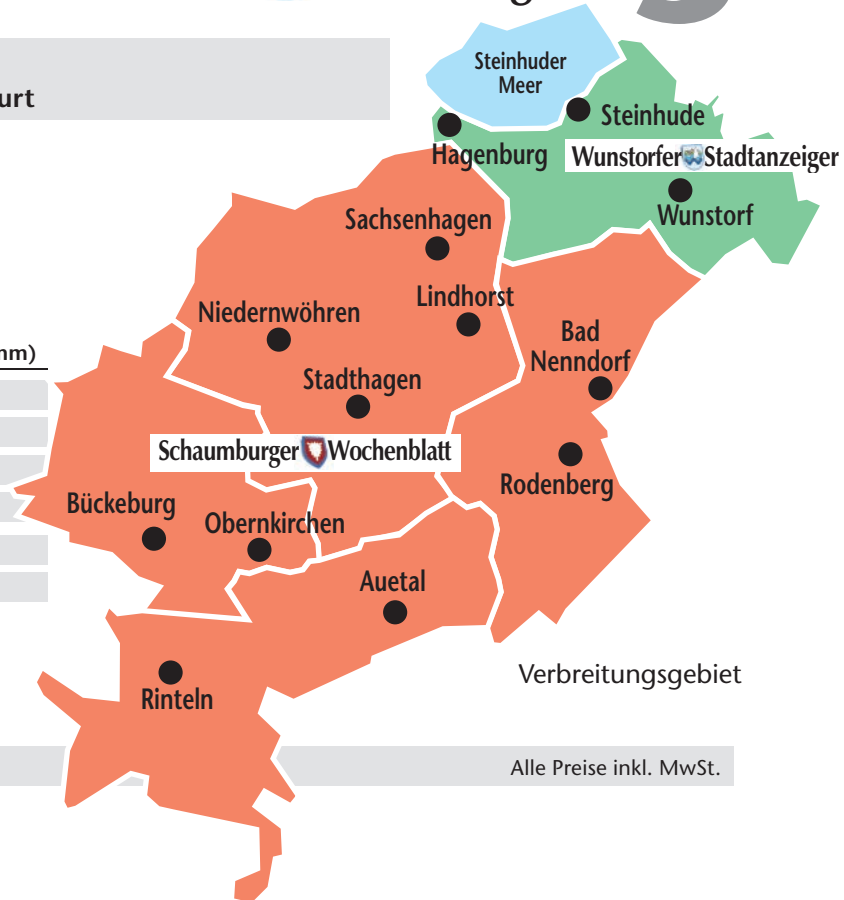 urt
Steinhuder
Meer
Steinhude
Hagenburg
Wunstorfer Stadtanzeiger
Wunstorf
Sachsenhagen
Lindhorst
Niedernwöhren
Bad
Nenndorf
mm)
Stadthagen
Schaumburger Wochenblatt
Rodenberg
Bückeburg
Obernkirchen
Auetal
Verbreitungsgebiet
Rinteln
Alle Preise inkl. MwSt.